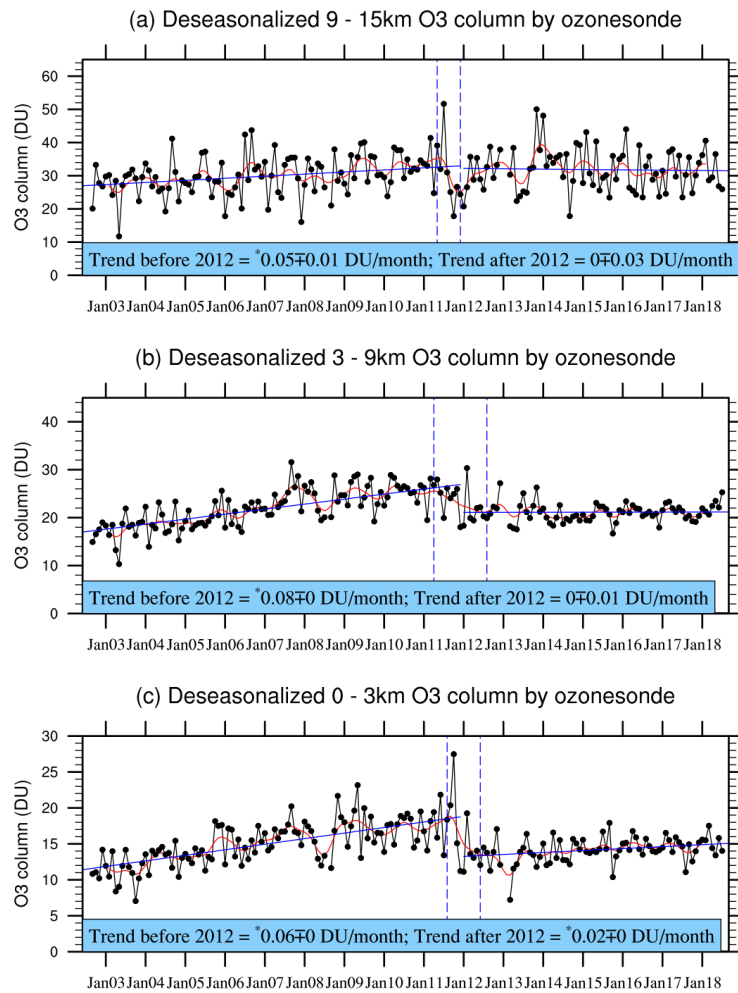 (a) Deseasonalized 9 - 15km O3 column by ozonesonde
O3 column (DU)
60
50
40
30
20
10
0
Trend before 2012 = *0.05∓0.01 DU/month; Trend after 2012 = 0∓0.03 DU/month
Jan03 Jan04 Jan05 Jan06 Jan07 Jan08 Jan09 Jan10 Jan11 Jan12 Jan13 Jan14 Jan15 Jan16 Jan17 Jan18
(b) Deseasonalized 3 - 9km O3 column by ozonesonde
O3 column (DU)
40
30
20
10
0
Trend before 2012 = *0.08∓0 DU/month; Trend after 2012 = 0∓0.01 DU/month
Jan03 Jan04 Jan05 Jan06 Jan07 Jan08 Jan09 Jan10 Jan11 Jan12 Jan13 Jan14 Jan15 Jan16 Jan17 Jan18
(c) Deseasonalized 0 - 3km O3 column by ozonesonde
O3 column (DU)
30
25
20
15
10
5
0
Trend before 2012 = *0.06∓0 DU/month; Trend after 2012 = *0.02∓0 DU/month
Jan03 Jan04 Jan05 Jan06 Jan07 Jan08 Jan09 Jan10 Jan11 Jan12 Jan13 Jan14 Jan15 Jan16 Jan17 Jan18